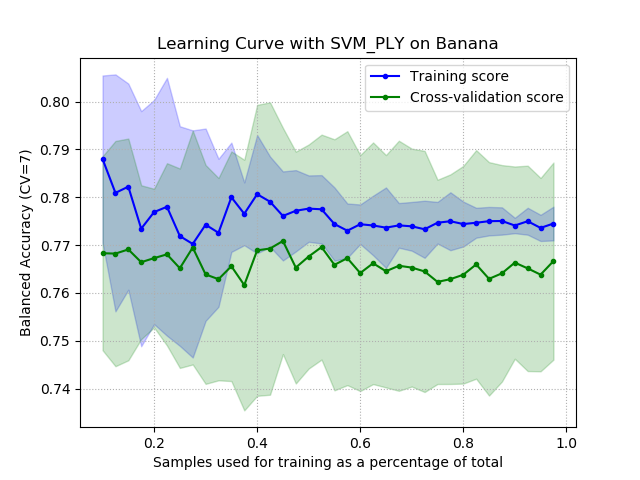 Learning Curve with SVM_PLY on Banana
Training score
Cross-validation score
Balanced Accuracy (CV=7)
0.80
0.79
0.78
0.77
0.76
0.75
0.74
0.2 0.4 0.6 0.8 1.0
Samples used for training as a percentage of total